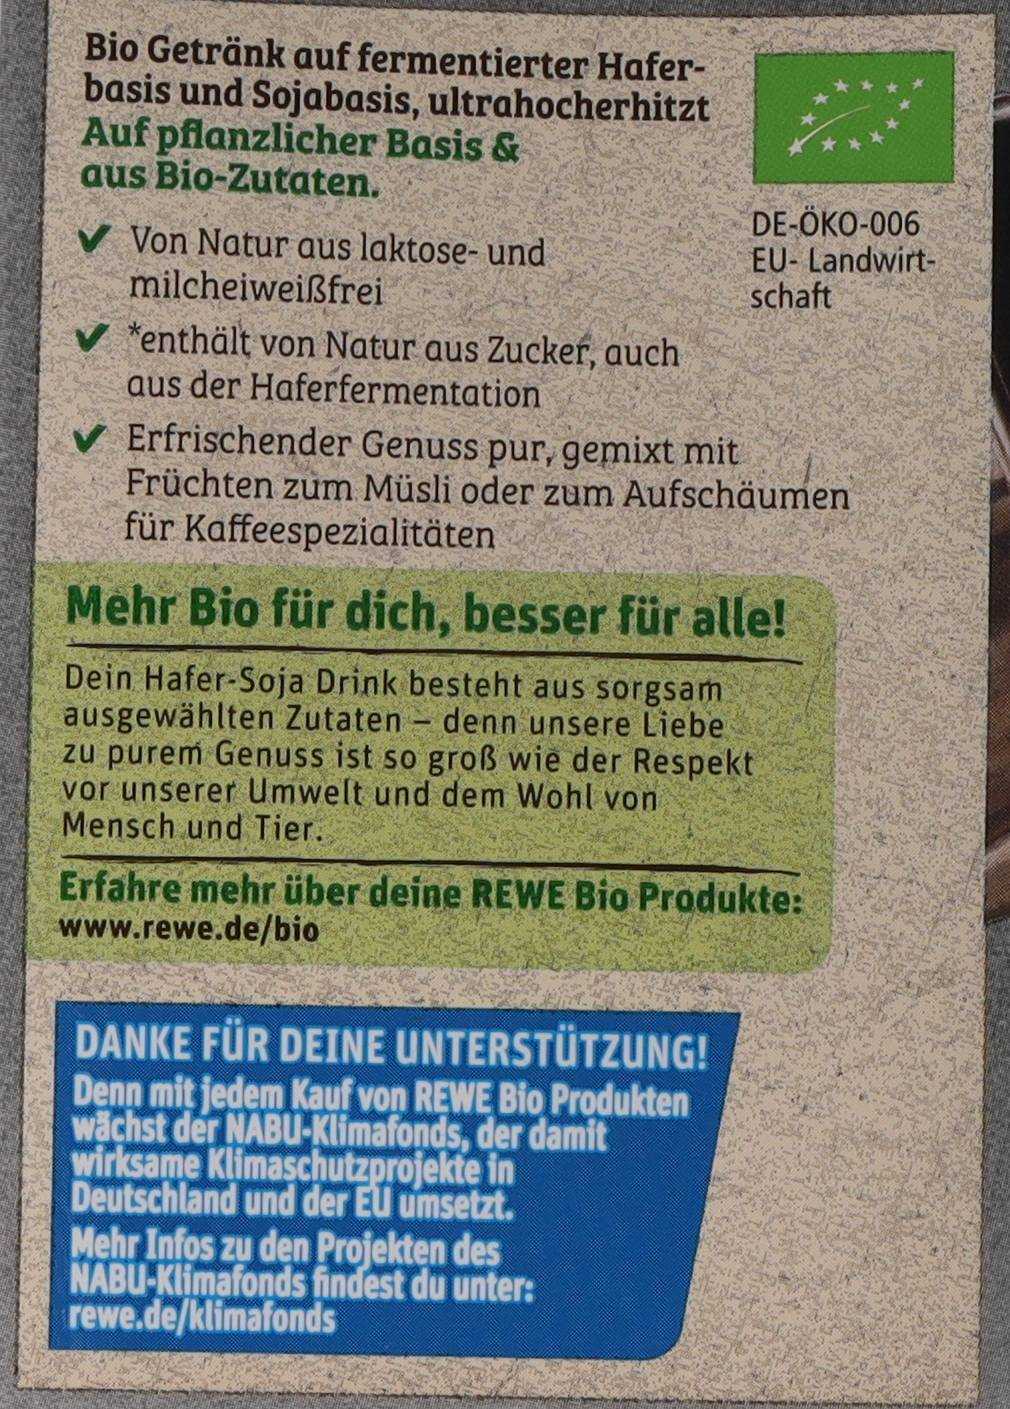 Bio Getränk auf fermentierter Hafer-
basis und Sojabasis, ultrahocherhitzt
Auf pflanzlicher Basis &
aus Bio-Zutaten.
✔ Von Natur aus laktose- und
milcheiweißfrei
✔ *enthält von Natur aus Zucker, auch
aus der Haferfermentation
✔ Erfrischender Genuss pur, gemixt mit
Früchten zum Müsli oder zum Aufschäumen
für Kaffeespezialitäten
DE-ÖKO-006
EU- Landwirt-
schaft
Mehr Bio für dich, besser für alle!
Dein Hafer-Soja Drink besteht aus sorgsam
ausgewählten Zutaten – denn unsere Liebe
zu purem Genuss ist so groß wie der Respekt
vor unserer Umwelt und dem Wohl von
Mensch und Tier.
Erfahre mehr über deine REWE Bio Produkte:
www.rewe.de/bio
DANKE FÜR DEINE UNTERSTÜTZUNG!
Denn mit jedem Kauf von REWE Bio Produkten
wächst der NABU-Klimafonds, der damit
wirksame Klimaschutzprojekte in
Deutschland und der EU umsetzt.
Mehr Infos zu den Projekten des
NABU-Klimafonds findest du unter:
rewe.de/klimafonds